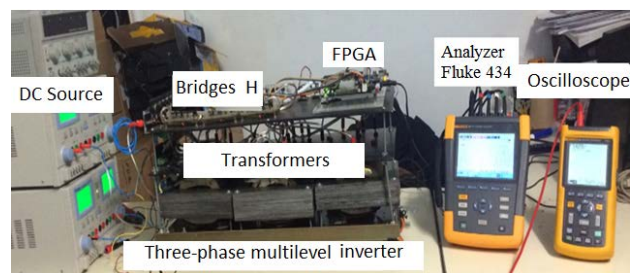 FPGA
Analyzer
Fluke 434
Oscilloscope
DC Source
Bridges H
Transformers
Three-phase multilevel inverter